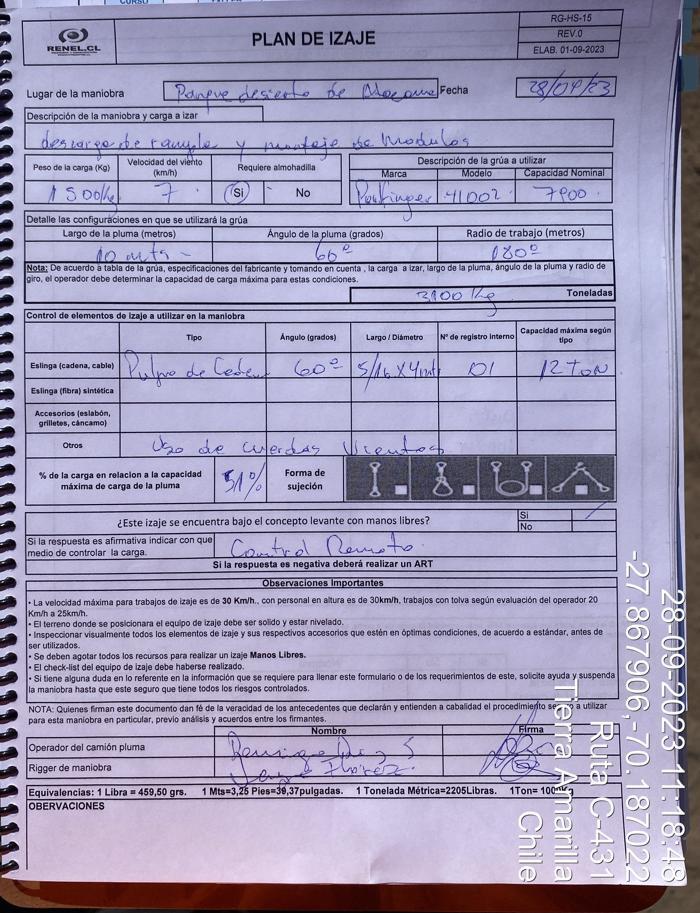 CURSO
RENEL.CL
PLAN DE IZAJE
RG-HS-15
REV.0
ELAB. 01-09-2023
Lugar de la maniobra Parque desierto de Atacama Fecha 28/09/23
Descripción de la maniobra y carga a izar
descarga de rampla y montaje de Modulos
Peso de la carga (Kg) Velocidad del viento (km/h) Requiere almohadilla Descripción de la grúa a utilizar
Marca Modelo Capacidad Nominal
1500 kg 7 Si No Palfinger 41002 7900
Detalle las configuraciones en que se utilizará la grúa
Largo de la pluma (metros) Ángulo de la pluma (grados) Radio de trabajo (metros)
10 mts - 60° 180°
Nota: De acuerdo à tabla de la grúa, especificaciones del fabricante y tomando en cuenta , la carga a izar, largo de la pluma, ángulo de la pluma y radio de
giro, el operador debe determinar la capacidad de carga máxima para estas condiciones.
3100 kg Toneladas
Control de elementos de izaje a utilizar en la maniobra
Tipo Ángulo (grados) Largo / Diámetro Nº de registro interno Capacidad máxima según tipo
Eslinga (cadena, cable) Pulpo de Caden 60° 5/16 X 4mt 01 12 TON
Eslinga (fibra) sintética
Accesorios (eslabón, grilletes, cáncamo)
Otros Uso de cuerdas Vientos
% de la carga en relacion a la capacidad máxima de carga de la pluma 51% Forma de sujeción
¿Este izaje se encuentra bajo el concepto levante con manos libres? Si
No
Si la respuesta es afirmativa indicar con que
medio de controlar la carga. Control Remoto
Si la respuesta es negativa deberá realizar un ART
Observaciones Importantes
• La velocidad máxima para trabajos de izaje es de 30 Km/h., con personal en altura es de 30km/h, trabajos con tolva según evaluación del operador 20
Km/h a 25km/h.
• El terreno donde se posicionara el equipo de izaje debe ser solido y estar nivelado.
• Inspeccionar visualmente todos los elementos de izaje y sus respectivos accesorios que estén en óptimas condiciones, de acuerdo a estándar, antes de
ser utilizados.
• Se deben agotar todos los recursos para realizar un izaje Manos Libres.
• El check-list del equipo de izaje debe haberse realizado.
• Si tiene alguna duda en lo referente en la información que se requiere para llenar este formulario o de los requerimientos de este, solicite ayuda y suspenda
la maniobra hasta que este seguro que tiene todos los riesgos controlados.
NOTA: Quienes firman este documento dan fé de la veracidad de los antecedentes que declarán y entienden a cabalidad el procedimiento a utilizar
para esta maniobra en particular, previo análisis y acuerdos entre los firmantes.
Nombre Firma
Operador del camión pluma
Rigger de maniobra Florez
Equivalencias: 1 Libra = 459,50 grs. 1 Mts=3,25 Pies=39,37pulgadas. 1 Tonelada Métrica=2205Libras. 1Ton=
OBERVACIONES
28-09-2023 11:18:48
-27.867906,-70.187022
Ruta C-431
Tierra Amarilla
Chile